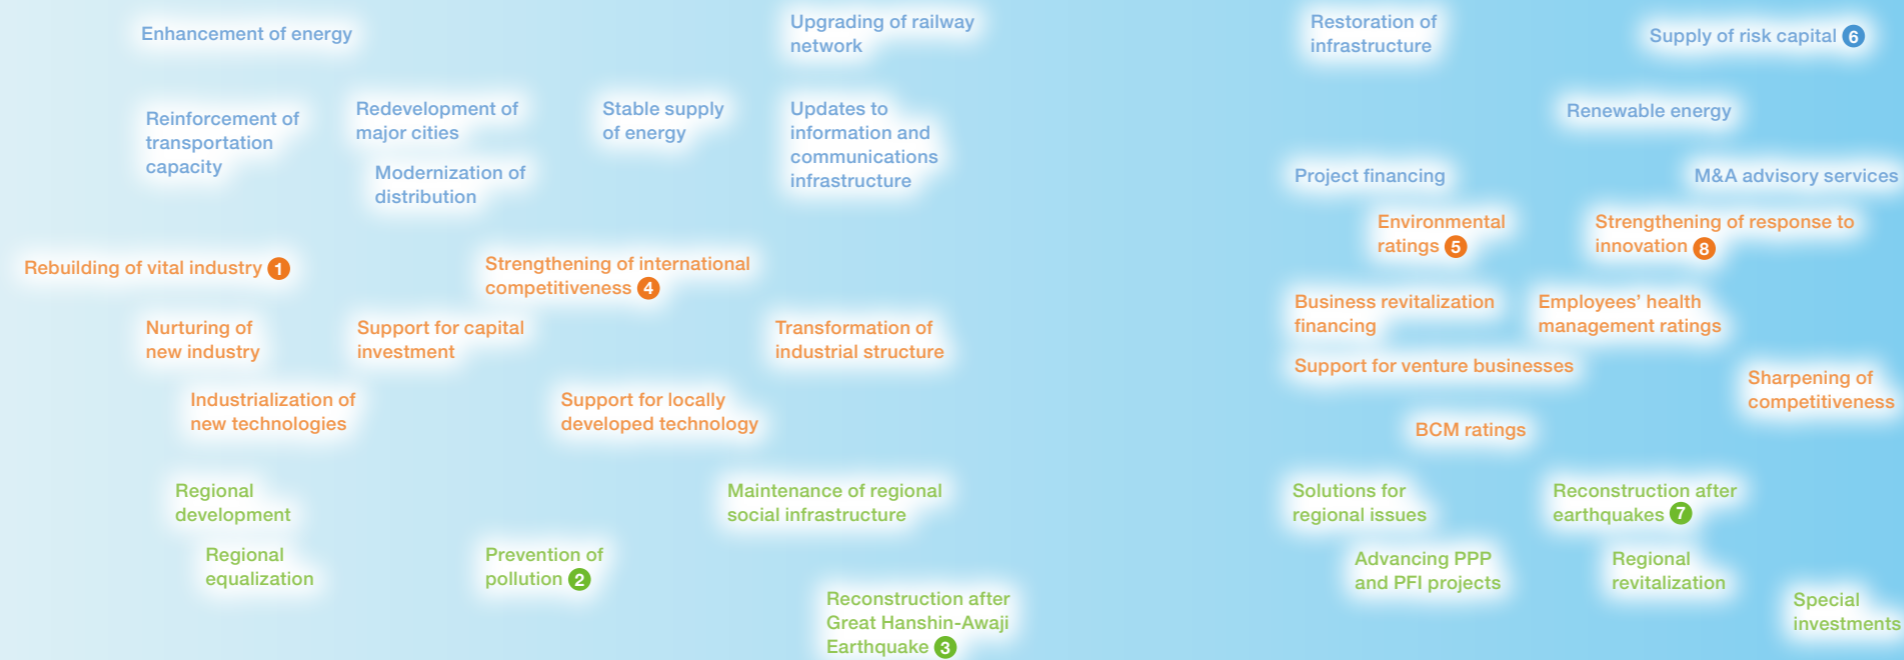 Enhancement of energy
Upgrading of railway
network
Restoration of
infrastructure
Supply of risk capital 6
Reinforcement of
transportation
capacity
Redevelopment of
major cities
Modernization of
distribution
Stable supply
of energy
Updates to
information and
communications
infrastructure
Renewable energy
Project financing
M&A advisory services
Rebuilding of vital industry 1
Strengthening of international
competitiveness 4
Environmental
ratings 5
Strengthening of response to
innovation 8
Nurturing of
new industry
Support for capital
investment
Transformation of
industrial structure
Business revitalization
financing
Employees’ health
management ratings
Support for venture businesses
Industrialization of
new technologies
Support for locally
developed technology
Sharpening of
competitiveness
BCM ratings
Regional
development
Maintenance of regional
social infrastructure
Solutions for
regional issues
Reconstruction after
earthquakes 7
Regional
equalization
Prevention of
pollution 2
Advancing PPP
and PFI projects
Regional
revitalization
Reconstruction after
Great Hanshin-Awaji
Earthquake 3
Special
investments